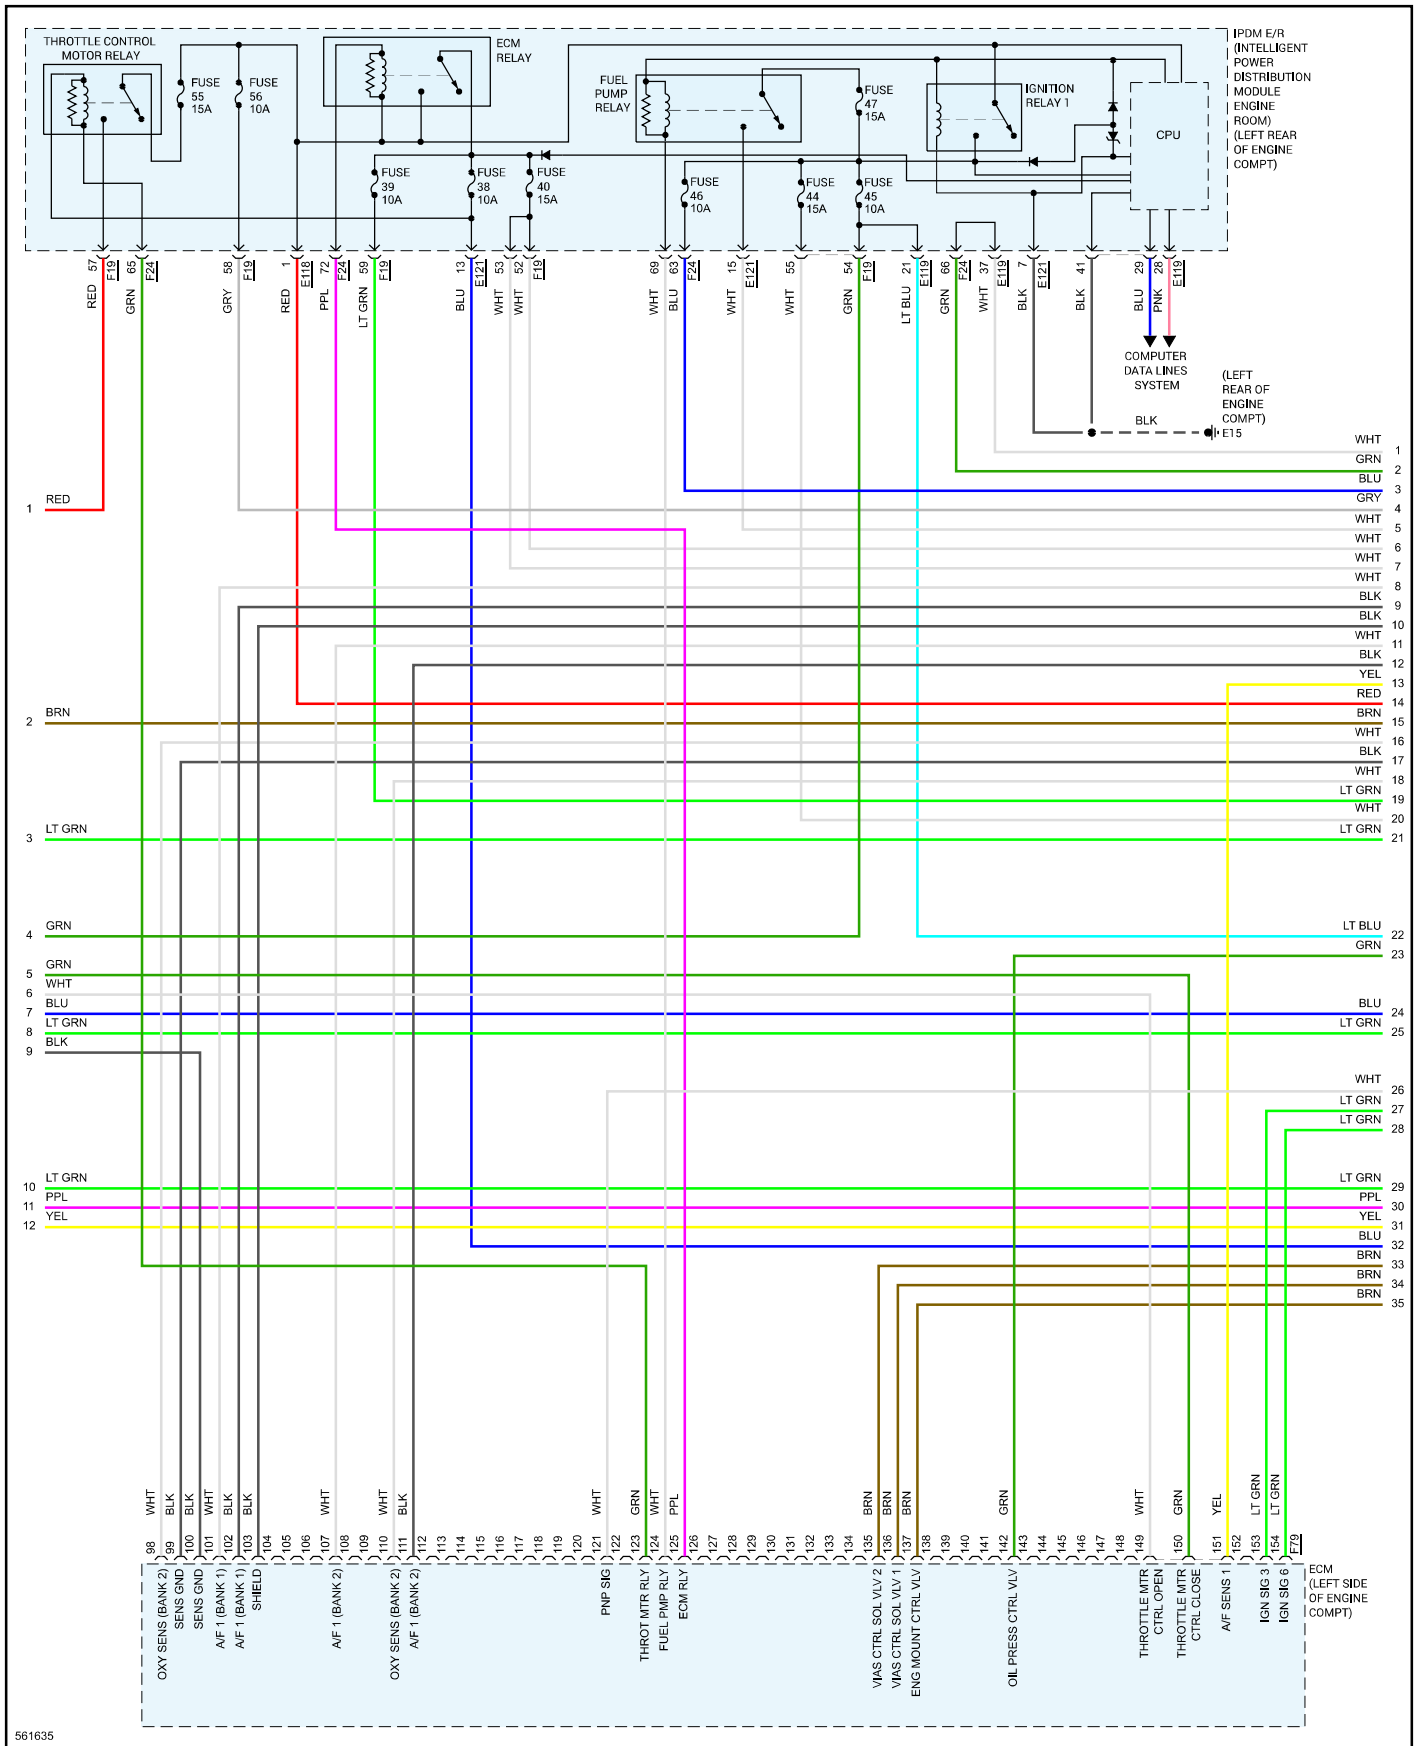 THROTTLE CONTROL
MOTOR RELAY
FUSE
55
15A
FUSE
56
10A
ECM
RELAY
FUEL
PUMP
RELAY
FUSE
47
15A
IGNITION
RELAY 1
CPU
IPDM E/R
(INTELLIGENT
POWER
DISTRIBUTION
MODULE
ENGINE
ROOM)
(LEFT REAR
OF ENGINE
COMPT)
FUSE
39
10A
FUSE
38
10A
FUSE
40
15A
FUSE
46
10A
FUSE
44
15A
FUSE
45
10A
57 F19
65 F24
58 F19
1 E118
72 F24
59 F19
13 E121
53
52 F19
69
63 F24
15 E121
55
54 F19
21 E119
66 F24
37 E119
7 E121
41
29
28 E119
RED
GRN
GRY
RED
PPL
LT GRN
BLU
WHT
WHT
WHT
BLU
WHT
WHT
GRN
LT BLU
GRN
WHT
BLK
BLK
BLU
PNK
COMPUTER
DATA LINES
SYSTEM
(LEFT
REAR OF
ENGINE
COMPT)
E15
BLK
1 RED
2 BRN
3 LT GRN
4 GRN
5 GRN
6 WHT
7 BLU
8 LT GRN
9 BLK
10 LT GRN
11 PPL
12 YEL
WHT 1
GRN 2
BLU 3
GRY 4
WHT 5
WHT 6
WHT 7
WHT 8
BLK 9
BLK 10
WHT 11
BLK 12
YEL 13
RED 14
BRN 15
WHT 16
BLK 17
WHT 18
LT GRN 19
WHT 20
LT GRN 21
LT BLU 22
GRN 23
BLU 24
LT GRN 25
WHT 26
LT GRN 27
LT GRN 28
LT GRN 29
PPL 30
YEL 31
BLU 32
BRN 33
BRN 34
BRN 35
WHT
BLK
BLK
WHT
BLK
BLK
WHT
WHT
BLK
WHT
GRN
WHT
PPL
BRN
BRN
BRN
GRN
WHT
GRN
YEL
LT GRN
LT GRN
98
99
100
101
102
103
104
105
106
107
108
109
110
111
112
113
114
115
116
117
118
119
120
121
122
123
124
125
126
127
128
129
130
131
132
133
134
135
136
137
138
139
140
141
142
143
144
145
146
147
148
149
150
151
152
153
154
F79
OXY SENS (BANK 2)
SENS GND
SENS GND
A/F 1 (BANK 1)
A/F 1 (BANK 1)
SHIELD
A/F 1 (BANK 2)
OXY SENS (BANK 2)
A/F 1 (BANK 2)
PNP SIG
THROT MTR RLY
FUEL PMP RLY
ECM RLY
VIAS CTRL SOL VLV 2
VIAS CTRL SOL VLV 1
ENG MOUNT CTRL VLV
OIL PRESS CTRL VLV
THROTTLE MTR
CTRL OPEN
THROTTLE MTR
CTRL CLOSE
A/F SENS 1
IGN SIG 3
IGN SIG 6
ECM
(LEFT SIDE
OF ENGINE
COMPT)
561635